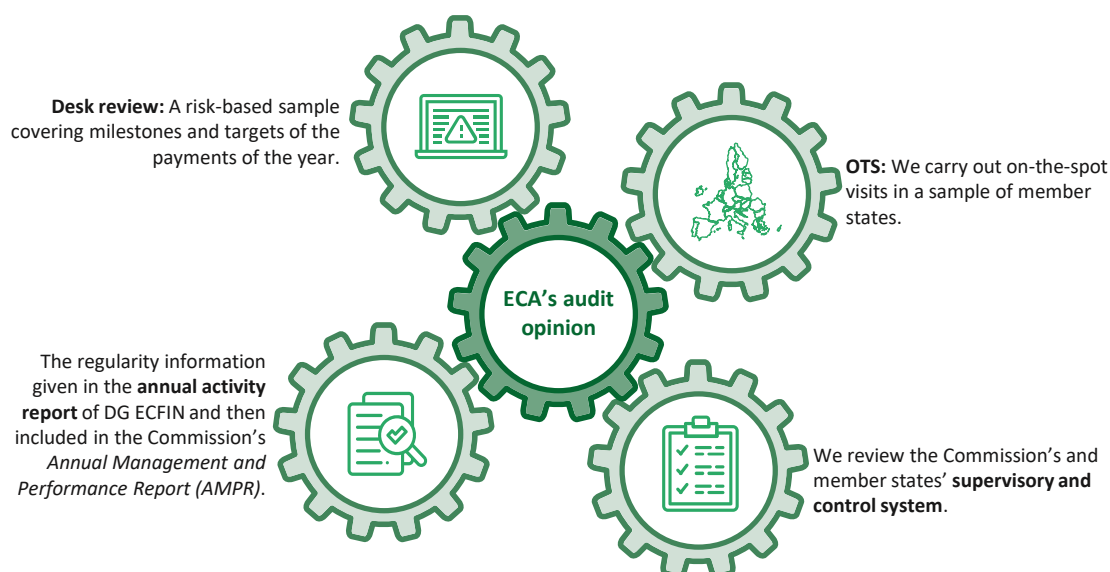 Desk review: A risk-based sample
covering milestones and targets of the
payments of the year.
OTS: We carry out on-the-spot
visits in a sample of member
states.
ECA’s audit
opinion
The regularity information
given in the annual activity
report of DG ECFIN and then
included in the Commission’s
Annual Management and
Performance Report (AMPR).
We review the Commission’s and
member states’ supervisory and
control system.